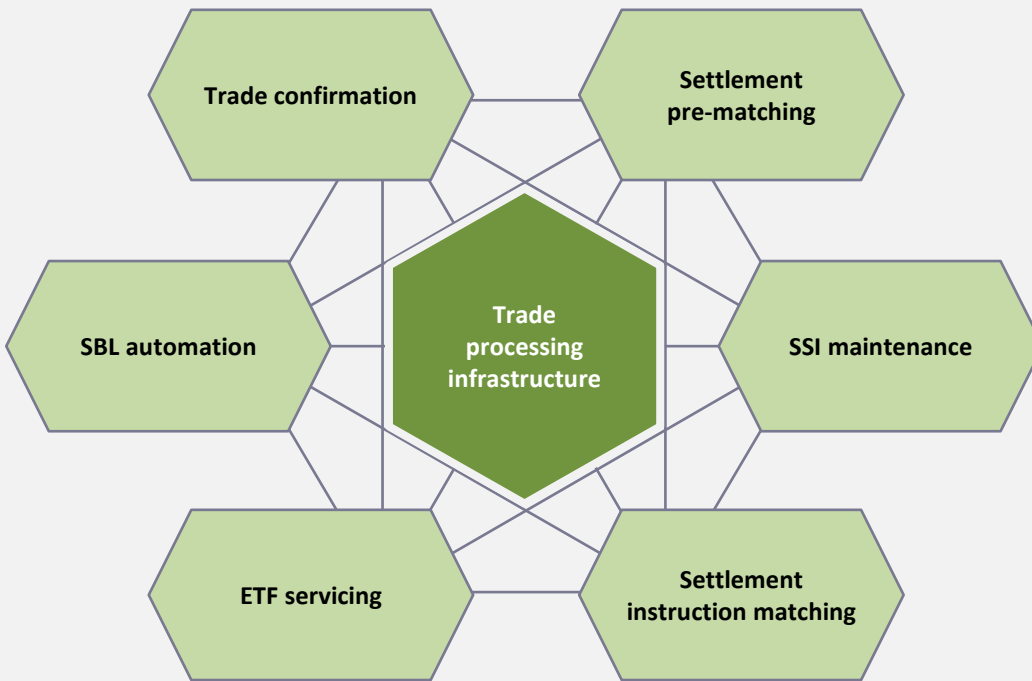 Trade confirmation
Settlement
pre-matching
SBL automation
Trade
processing
infrastructure
SSI maintenance
ETF servicing
Settlement
instruction matching